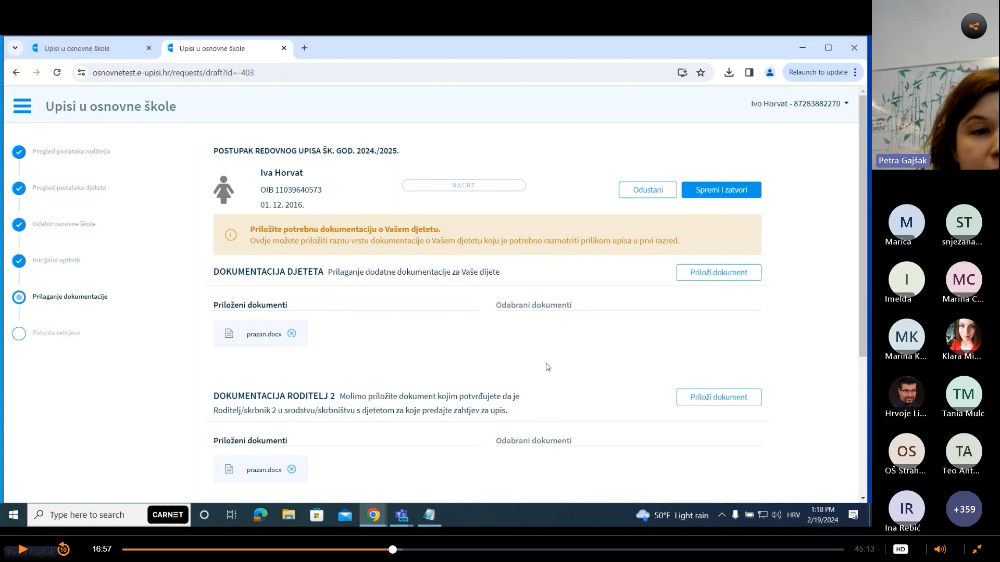 Upisi u osnovne škole
Upisi u osnovne škole
osnovnetest.e-upisi.hr/requests/draft?id=-403
Relaunch to update
Upisi u osnovne škole
Ivo Horvat - 87283882270
Pregled podataka roditelja
Pregled podataka djeteta
Odabir osnovne škole
Inicijalni upitnik
Prilaganje dokumentacije
Potvrda zahtjeva
POSTUPAK REDOVNOG UPISA ŠK. GOD. 2024./2025.
Iva Horvat
OIB 11039640573
01. 12. 2016.
NACRT
Odustani
Spremi i zatvori
Priložite potrebnu dokumentaciju o Vašem djetetu.
Ovdje možete priložiti raznu vrstu dokumentacije o Vašem djetetu koju je potrebno razmotriti prilikom upisa u prvi razred.
DOKUMENTACIJA DJETETA Prilaganje dodatne dokumentacije za Vaše dijete
Priloži dokument
Priloženi dokumenti
Odabrani dokumenti
prazan.docx
DOKUMENTACIJA RODITELJ 2 Molimo priložite dokument kojim potvrđujete da je
Roditelj/skrbnik 2 u srodstvu/skrbništvu s djetetom za koje predajte zahtjev za upis.
Priloži dokument
Priloženi dokumenti
Odabrani dokumenti
prazan.docx
Type here to search
CARNET
NEW
50°F Light rain
HRV
1:18 PM
2/19/2024
Petra Gajšak
M
Marica
ST
snjezana...
I
Imelda
MC
Marina C...
MK
Marina K...
Klara Mi...
Hrvoje Li...
TM
Tania Mulc
OS
OŠ Strah...
TA
Teo Ant...
IR
Ina Rebić
+359
Petra Gajšak
10
16:57
45:13
HD